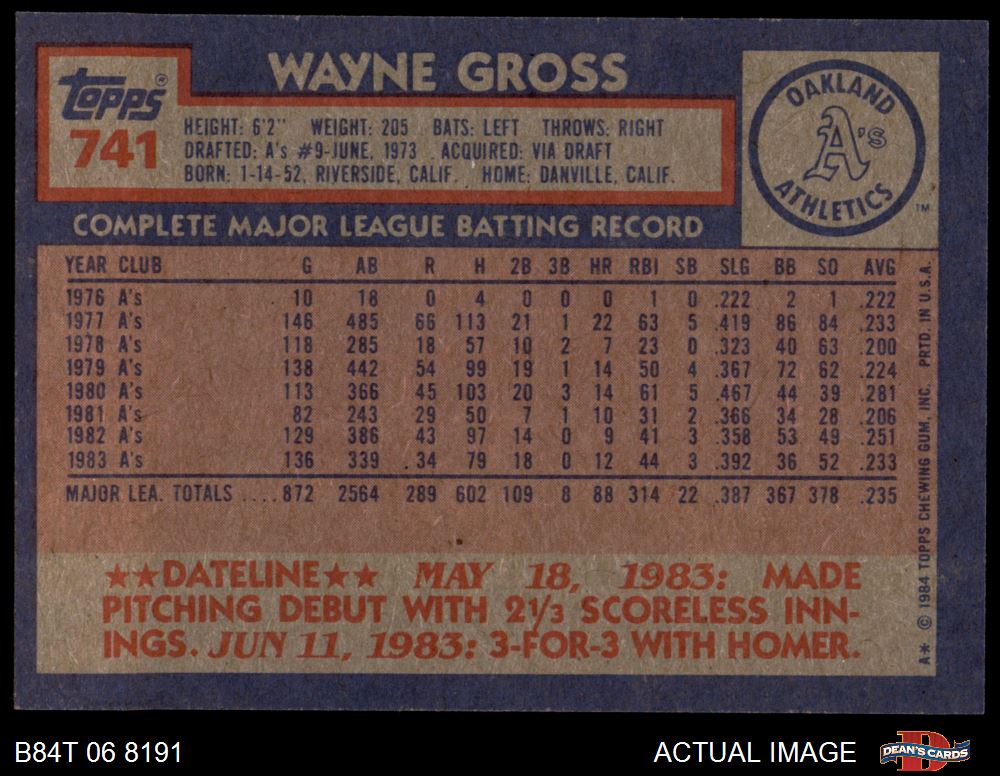 WAYNE GROSS
TOPPS ®
741
HEIGHT: 6'2" WEIGHT: 205 BATS: LEFT THROWS: RIGHT
DRAFTED: A's #9-JUNE, 1973 ACQUIRED: VIA DRAFT
BORN: 1-14-52, RIVERSIDE, CALIF. HOME: DANVILLE, CALIF.
OAKLAND
A's
ATHLETICS
TM
COMPLETE MAJOR LEAGUE BATTING RECORD
YEAR CLUB G AB R H 2B 3B HR RBI SB SLG BB SO AVG
1976 A's 10 18 0 4 0 0 0 1 0 .222 2 1 .222
1977 A's 146 485 66 113 21 1 22 63 5 .419 86 84 .233
1978 A's 118 285 18 57 10 2 7 23 0 .323 40 63 .200
1979 A's 138 442 54 99 19 1 14 50 4 .367 72 62 .224
1980 A's 113 366 45 103 20 3 14 61 5 .467 44 39 .281
1981 A's 82 243 29 50 7 1 10 31 2 .366 34 28 .206
1982 A's 129 386 43 97 14 0 9 41 3 .358 53 49 .251
1983 A's 136 339 34 79 18 0 12 44 3 .392 36 52 .233
MAJOR LEA. TOTALS .... 872 2564 289 602 109 8 88 314 22 .387 367 378 .235
★★DATELINE★★ MAY 18, 1983: MADE
PITCHING DEBUT WITH 2⅓ SCORELESS INN-
INGS. JUN 11, 1983: 3-FOR-3 WITH HOMER.
A* © 1984 TOPPS CHEWING GUM, INC. PRTD. IN U.S.A.
B84T 06 8191
ACTUAL IMAGE
DEAN'S CARDS